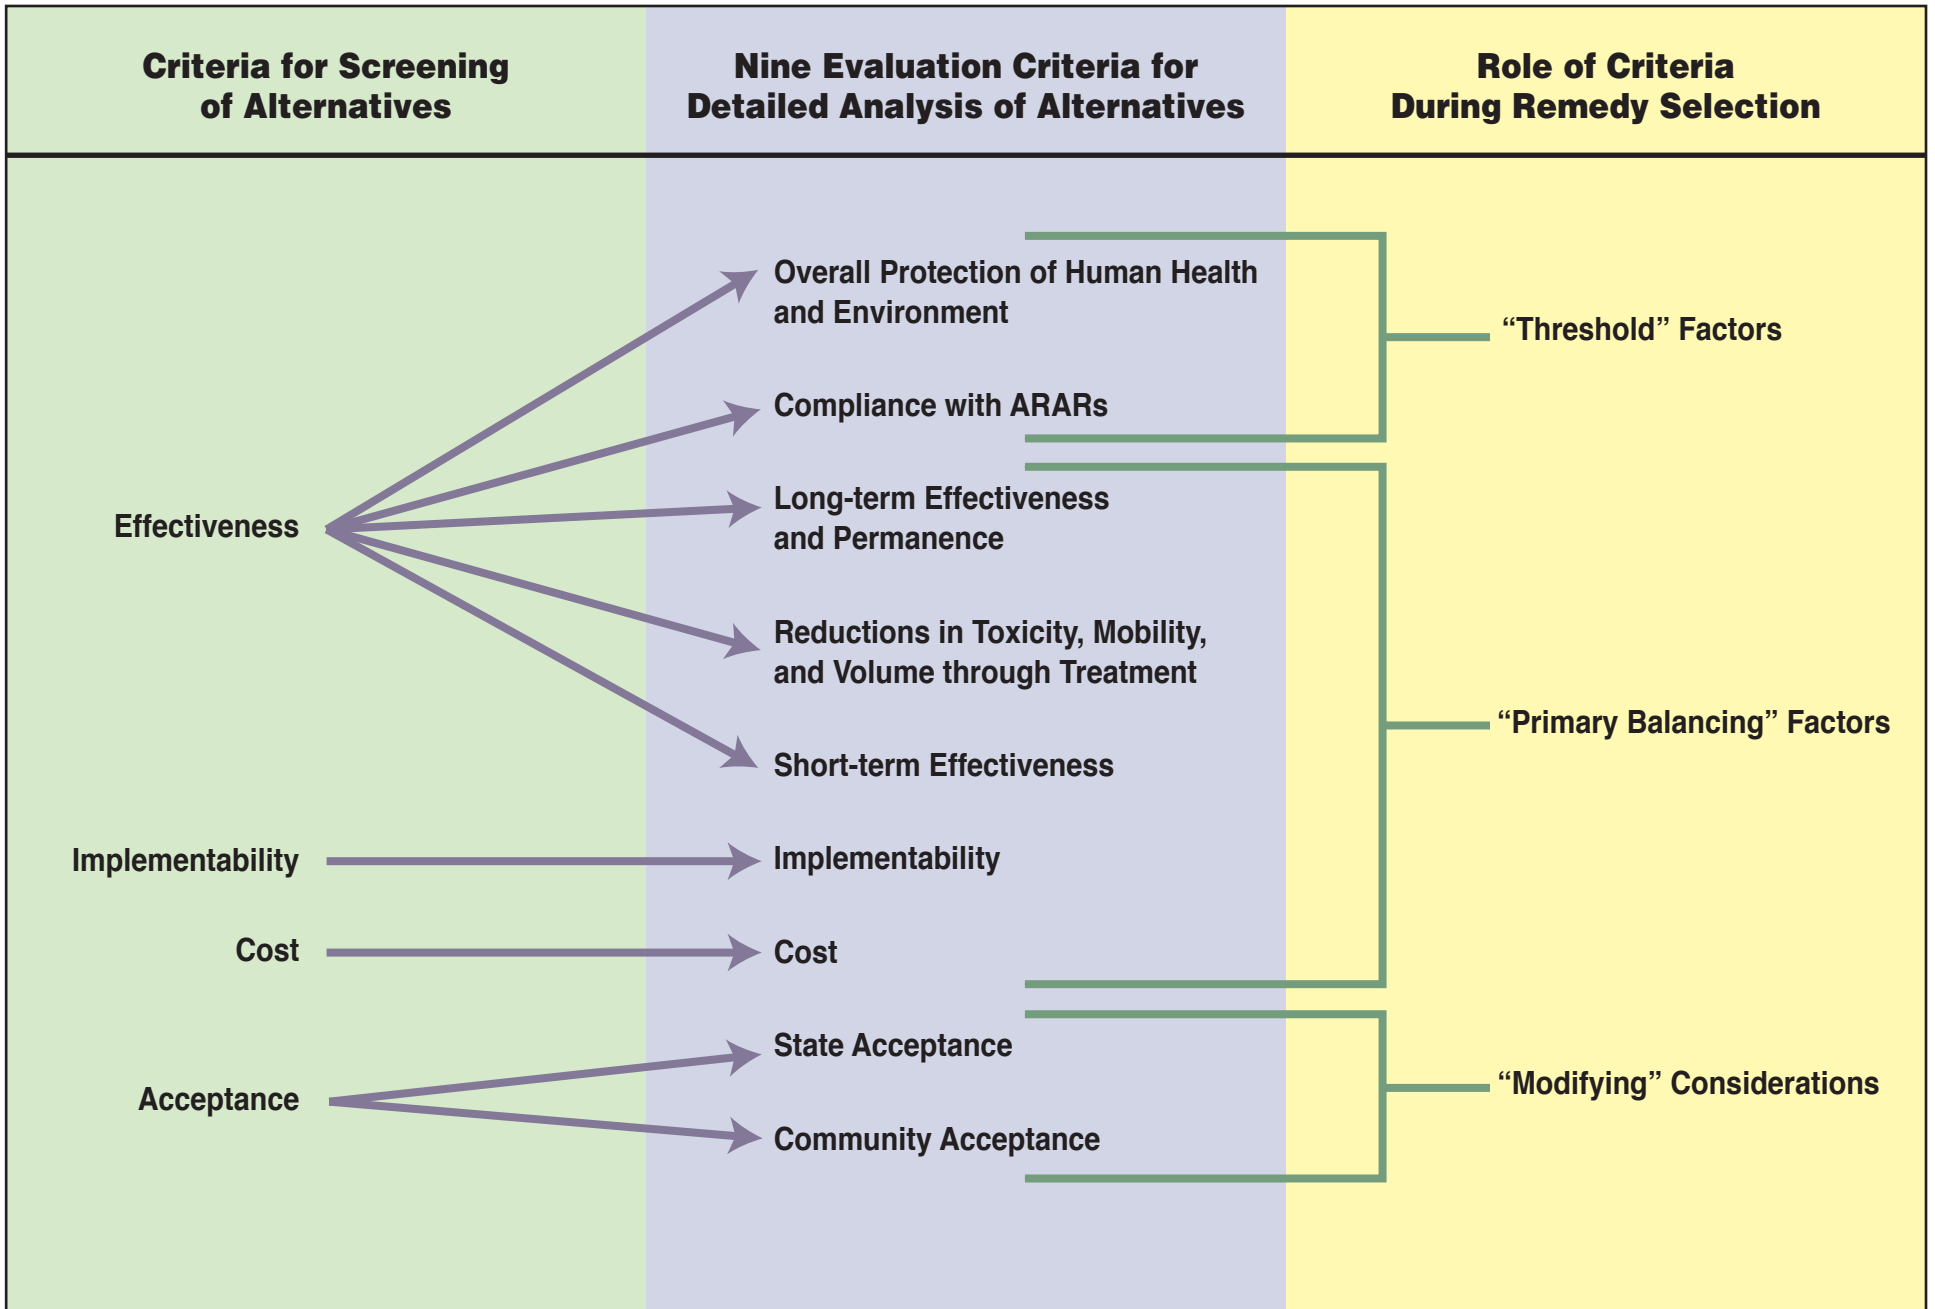 Criteria for Screening
of Alternatives
Nine Evaluation Criteria for
Detailed Analysis of Alternatives
Role of Criteria
During Remedy Selection
Effectiveness
Implementability
Cost
Acceptance
Overall Protection of Human Health
and Environment
Compliance with ARARs
Long-term Effectiveness
and Permanence
Reductions in Toxicity, Mobility,
and Volume through Treatment
Short-term Effectiveness
Implementability
Cost
State Acceptance
Community Acceptance
“Threshold” Factors
“Primary Balancing” Factors
“Modifying” Considerations